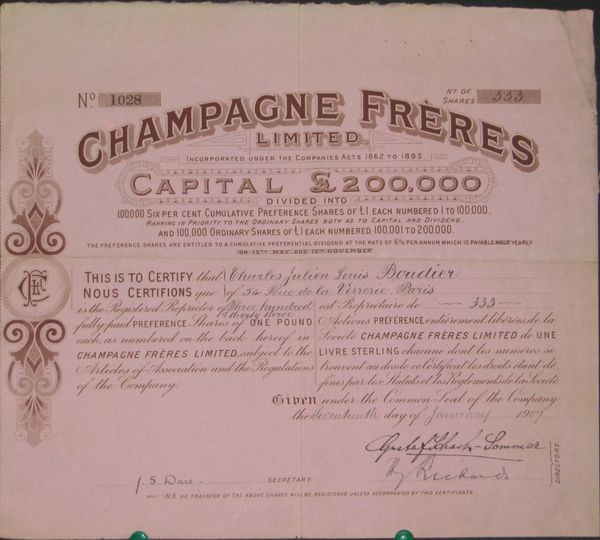 No. 1028
No. OF SHARES 333
CHAMPAGNE FRÈRES
LIMITED.
INCORPORATED UNDER THE COMPANIES ACTS 1862 TO 1893.
CAPITAL £200,000
DIVIDED INTO
100,000 SIX PER CENT CUMULATIVE PREFERENCE SHARES OF £1 EACH NUMBERED 1 TO 100,000.
RANKING IN PRIORITY TO THE ORDINARY SHARES BOTH AS TO CAPITAL AND DIVIDEND.
AND 100,000 ORDINARY SHARES OF £1 EACH NUMBERED 100,001 TO 200,000.
THE PREFERENCE SHARES ARE ENTITLED TO A CUMULATIVE PREFERENTIAL DIVIDEND AT THE RATE OF 6% PER ANNUM WHICH IS PAYABLE HALF YEARLY
ON 15TH MAY AND 15TH NOVEMBER.
THIS IS TO CERTIFY that Charles Julien Louis Boudier
NOUS CERTIFIONS que of 24 Rue de la Verrerie, Paris
is the Registered Proprietor of Three hundred est Propriétaire de 333
& thirty three
fully paid PREFERENCE Shares of ONE POUND Actions PRÉFÉRENCE entièrement libérées de la
each, as numbered on the back hereof in Société CHAMPAGNE FRÈRES LIMITED de UNE
CHAMPAGNE FRÈRES LIMITED, subject to the LIVRE STERLING chacune dont les numéros se
Articles of Association and the Regulations trouvent au dos de ce Certificat les droits étant dé-
of the Company. finis par les Statuts et les Règlements de la Société
Given under the Common Seal of the Company
the Seventeenth day of January 190
J. S. Dare SECRETARY
DIRECTORS
N.B. NO TRANSFER OF THE ABOVE SHARES WILL BE REGISTERED UNLESS ACCOMPANIED BY THIS CERTIFICATE.